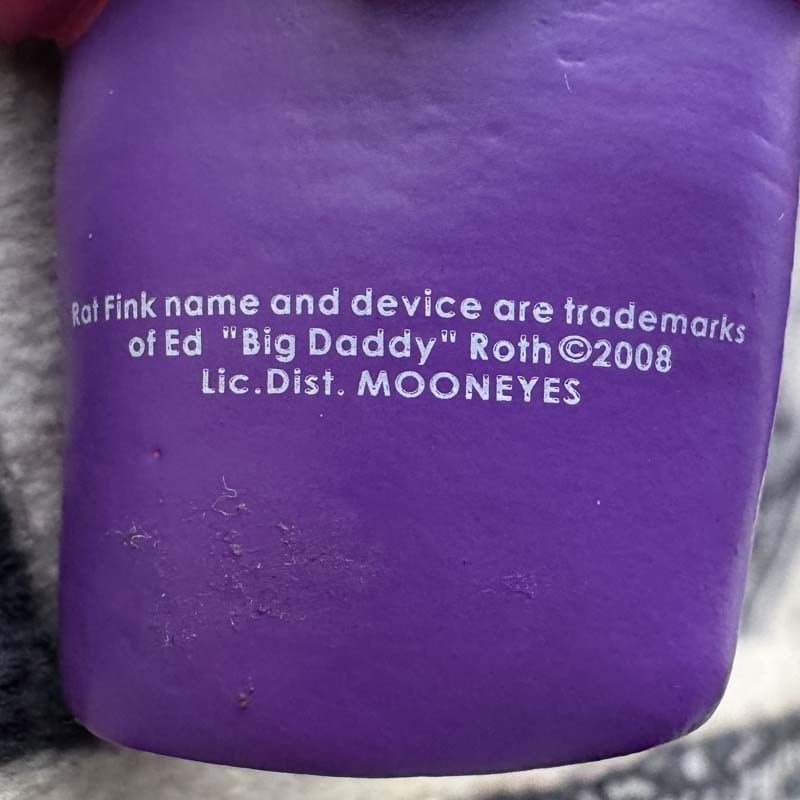 Rat Fink name and device are trademarks
of Ed "Big Daddy" Roth©2008
Lic.Dist. MOONEYES